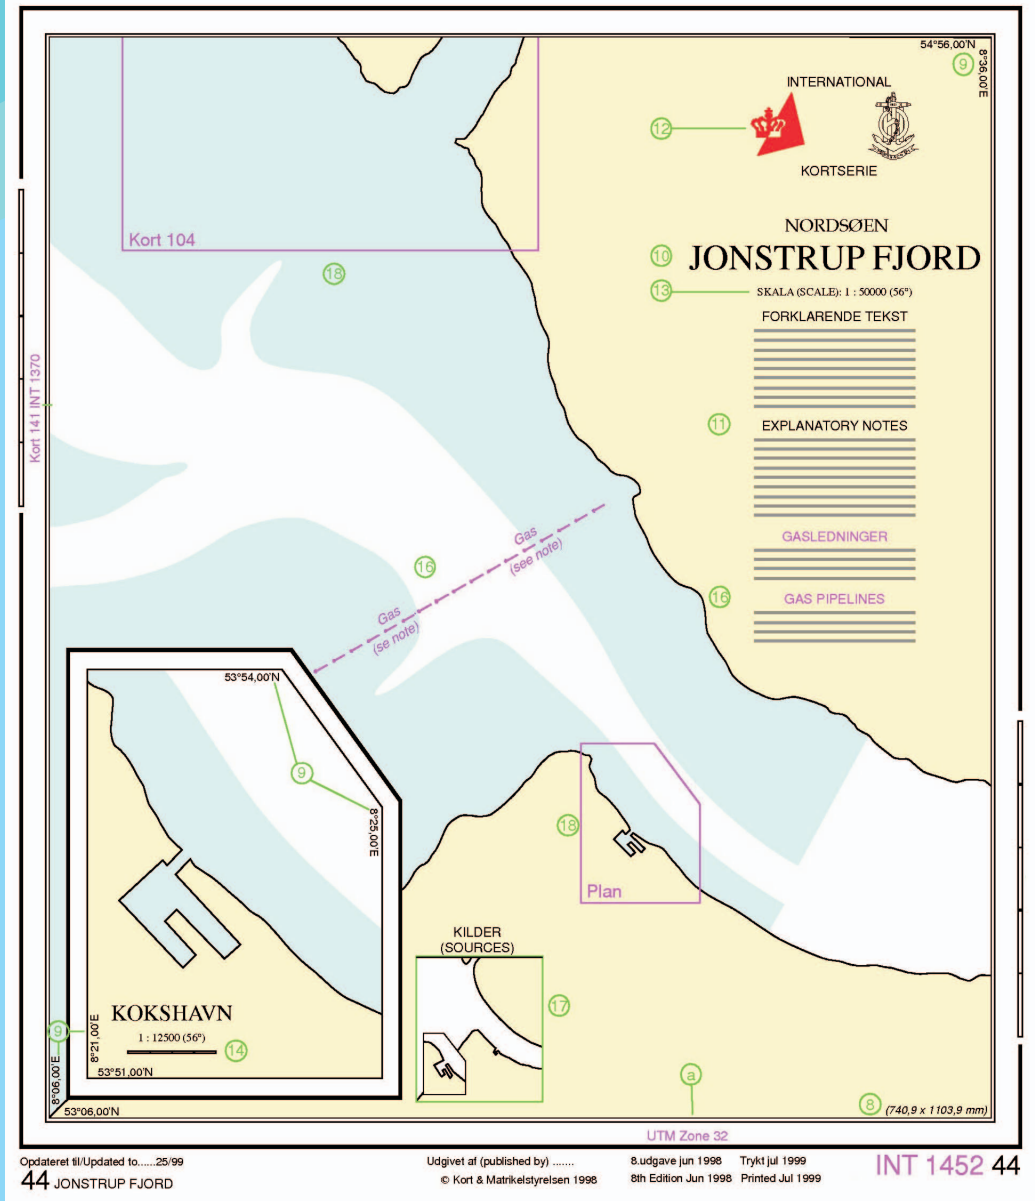 54°56,00'N
8°36,00'E
9
INTERNATIONAL
12
KORTSERIE
Kort 104
18
NORDSØEN
10
JONSTRUP FJORD
13
SKALA (SCALE): 1 : 50000 (56°)
FORKLARENDE TEKST
Kort 141 INT 1370
11
EXPLANATORY NOTES
GASLEDNINGER
Gas
(see note)
16
16
GAS PIPELINES
Gas
(se note)
53°54,00'N
9
8°25,00'E
18
Plan
KILDER
(SOURCES)
17
KOKSHAVN
1 : 12500 (56°)
14
9
8°21,00'E
53°51,00'N
8°06,00'E
53°06,00'N
a
8
(740,9 x 1103,9 mm)
UTM Zone 32
Opdateret til/Updated to......25/99
44 JONSTRUP FJORD
Udgivet af (published by) .......
© Kort & Matrikelstyrelsen 1998
8.udgave jun 1998 Trykt jul 1999
8th Edition Jun 1998 Printed Jul 1999
INT 1452 44